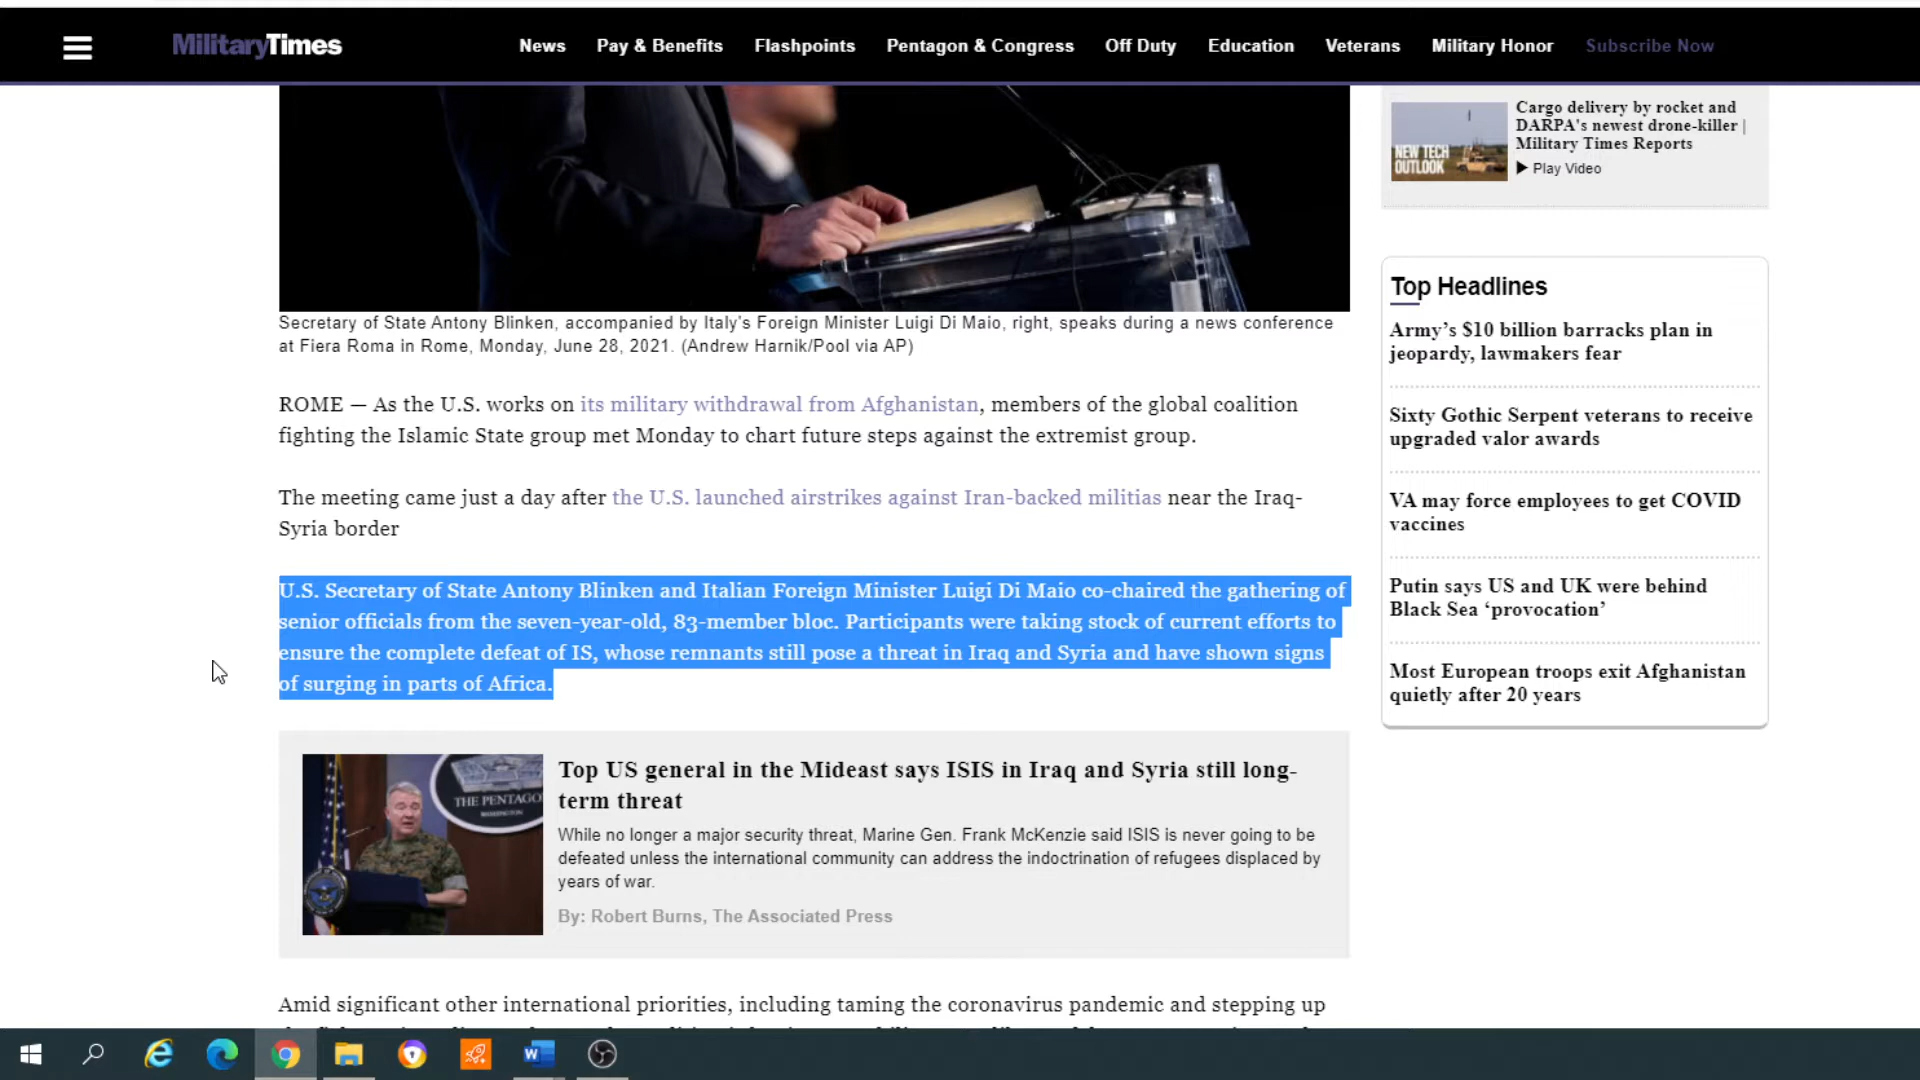 MilitaryTimes
News
Pay & Benefits
Flashpoints
Pentagon & Congress
Off Duty
Education
Veterans
Military Honor
Subscribe Now
Secretary of State Antony Blinken, accompanied by Italy's Foreign Minister Luigi Di Maio, right, speaks during a news conference
at Fiera Roma in Rome, Monday, June 28, 2021. (Andrew Harnik/Pool via AP)
ROME — As the U.S. works on its military withdrawal from Afghanistan, members of the global coalition
fighting the Islamic State group met Monday to chart future steps against the extremist group.
The meeting came just a day after the U.S. launched airstrikes against Iran-backed militias near the Iraq-
Syria border
U.S. Secretary of State Antony Blinken and Italian Foreign Minister Luigi Di Maio co-chaired the gathering of
senior officials from the seven-year-old, 83-member bloc. Participants were taking stock of current efforts to
ensure the complete defeat of IS, whose remnants still pose a threat in Iraq and Syria and have shown signs
of surging in parts of Africa.
THE PENTAGO
WASHINGTON
Top US general in the Mideast says ISIS in Iraq and Syria still long-
term threat
While no longer a major security threat, Marine Gen. Frank McKenzie said ISIS is never going to be
defeated unless the international community can address the indoctrination of refugees displaced by
years of war.
By: Robert Burns, The Associated Press
Amid significant other international priorities, including taming the coronavirus pandemic and stepping up
NEW TECH
OUTLOOK
Cargo delivery by rocket and
DARPA's newest drone-killer |
Military Times Reports
Play Video
Top Headlines
Army's $10 billion barracks plan in
jeopardy, lawmakers fear
Sixty Gothic Serpent veterans to receive
upgraded valor awards
VA may force employees to get COVID
vaccines
Putin says US and UK were behind
Black Sea ‘provocation’
Most European troops exit Afghanistan
quietly after 20 years